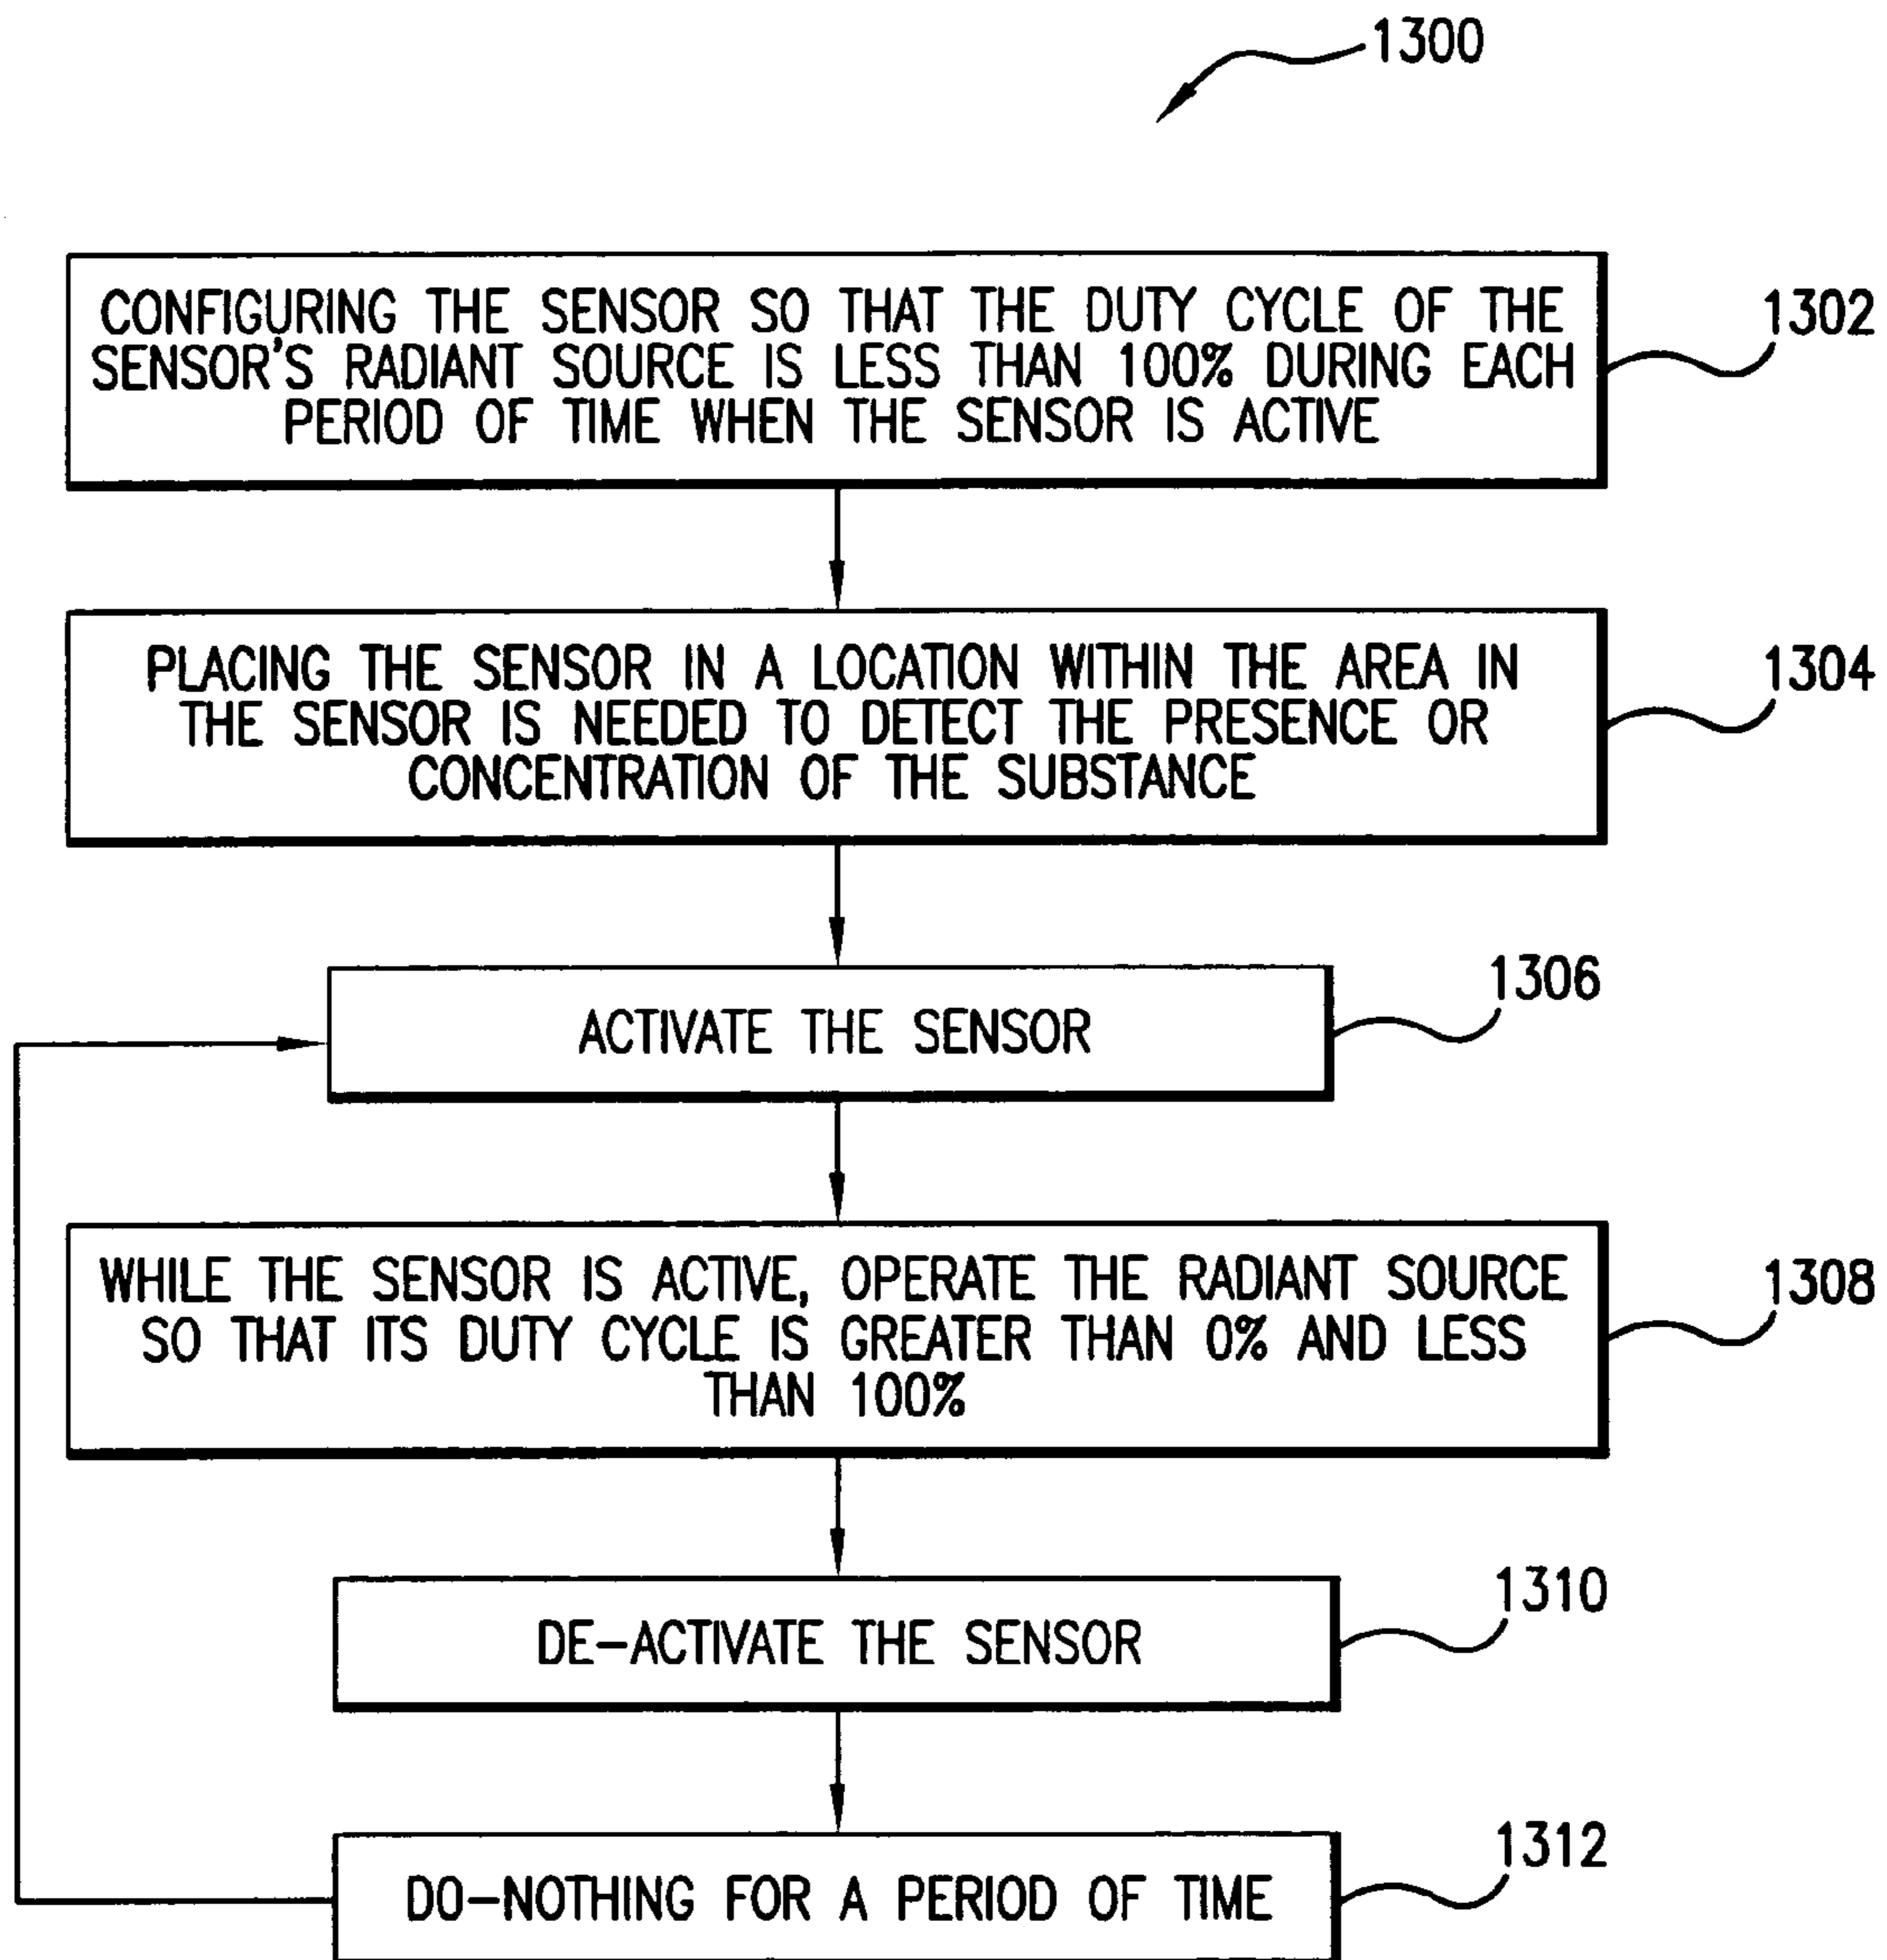 1300
CONFIGURING THE SENSOR SO THAT THE DUTY CYCLE OF THE
SENSOR'S RADIANT SOURCE IS LESS THAN 100% DURING EACH
PERIOD OF TIME WHEN THE SENSOR IS ACTIVE
1302
PLACING THE SENSOR IN A LOCATION WITHIN THE AREA IN
THE SENSOR IS NEEDED TO DETECT THE PRESENCE OR
CONCENTRATION OF THE SUBSTANCE
1304
ACTIVATE THE SENSOR
1306
WHILE THE SENSOR IS ACTIVE, OPERATE THE RADIANT SOURCE
SO THAT ITS DUTY CYCLE IS GREATER THAN 0% AND LESS
THAN 100%
1308
DE-ACTIVATE THE SENSOR
1310
DO-NOTHING FOR A PERIOD OF TIME
1312